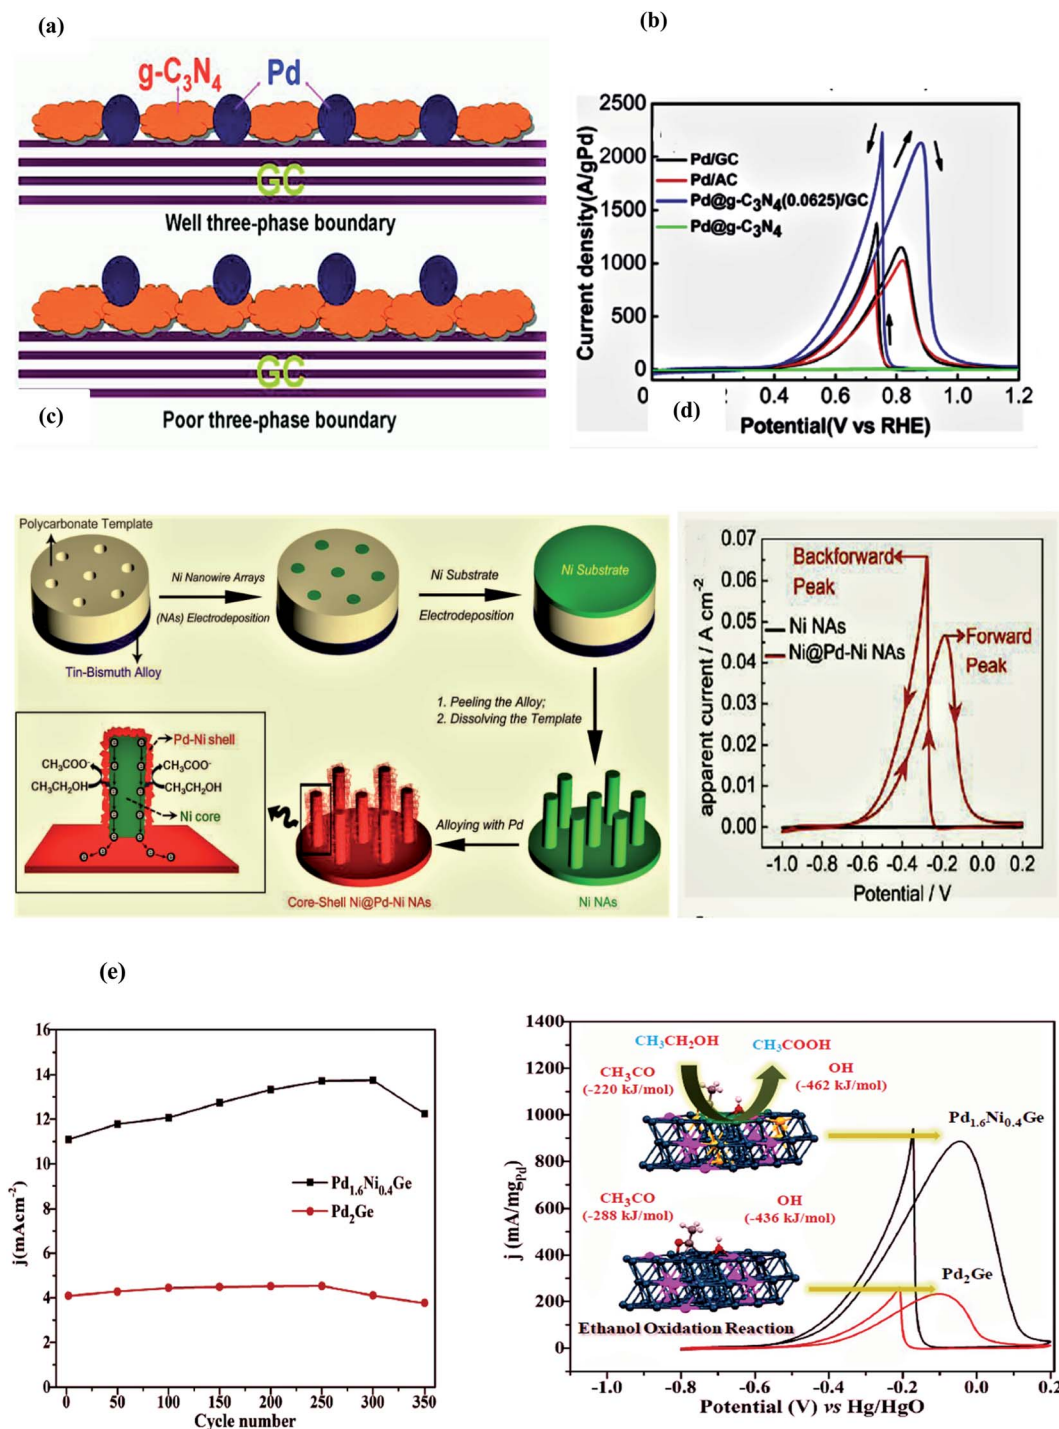 (a)
g-C₃N₄ Pd
GC
Well three-phase boundary
GC
Poor three-phase boundary
(b)
2500
2000
1500
1000
500
0
Current density(A/gPd)
Pd/GC
Pd/AC
Pd@g-C₃N₄(0.0625)/GC
Pd@g-C₃N₄
0 0.2 0.4 0.6 0.8 1.0 1.2
Potential(V vs RHE)
(c)
Polycarbonate Template
Tin-Bismuth Alloy
Ni Nanowire Arrays
(NAs) Electrodeposition
Ni Substrate
Electrodeposition
Ni Substrate
1. Peeling the Alloy;
2. Dissolving the Template
Ni NAs
Alloying with Pd
Core-Shell Ni@Pd-Ni NAs
Pd-Ni shell
CH₃COO⁻
CH₃CH₂OH
CH₃COO⁻
CH₃CH₂OH
Ni core
e e e e e e e e e e e e
(d)
0.07
0.06
0.05
0.04
0.03
0.02
0.01
0.00
apparent current / A cm⁻²
Backforward
Peak
Ni NAs
Ni@Pd-Ni NAs
Forward
Peak
-1.0 -0.8 -0.6 -0.4 -0.2 0.0 0.2
Potential / V
(e)
16
14
12
10
8
6
4
2
0
j(mAcm⁻²)
Pd₁.₆Ni₀.₄Ge
Pd₂Ge
0 50 100 150 200 250 300 350
Cycle number
1400
1200
1000
800
600
400
200
0
j (mA/mg_Pd)
CH₃CH₂OH CH₃COOH
CH₃CO
(-220 kJ/mol)
OH
(-462 kJ/mol)
Pd₁.₆Ni₀.₄Ge
CH₃CO
(-288 kJ/mol)
OH
(-436 kJ/mol)
Pd₂Ge
Ethanol Oxidation Reaction
-1.0 -0.8 -0.6 -0.4 -0.2 0.0 0.2
Potential (V) vs Hg/HgO